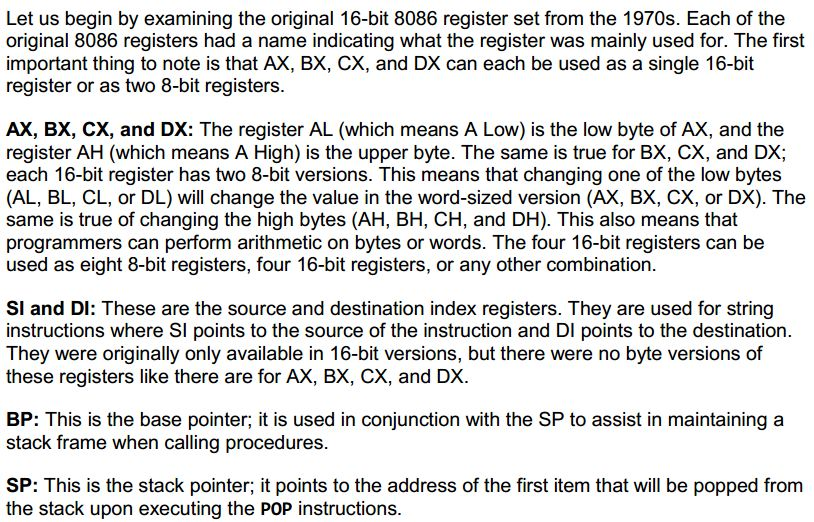 Let us begin by examining the original 16-bit 8086 register set from the 1970s. Each of the
original 8086 registers had a name indicating what the register was mainly used for. The first
important thing to note is that AX, BX, CX, and DX can each be used as a single 16-bit
register or as two 8-bit registers.
AX, BX, CX, and DX: The register AL (which means A Low) is the low byte of AX, and the
register AH (which means A High) is the upper byte. The same is true for BX, CX, and DX;
each 16-bit register has two 8-bit versions. This means that changing one of the low bytes
(AL, BL, CL, or DL) will change the value in the word-sized version (AX, BX, CX, or DX). The
same is true of changing the high bytes (AH, BH, CH, and DH). This also means that
programmers can perform arithmetic on bytes or words. The four 16-bit registers can be
used as eight 8-bit registers, four 16-bit registers, or any other combination.
SI and DI: These are the source and destination index registers. They are used for string
instructions where SI points to the source of the instruction and DI points to the destination.
They were originally only available in 16-bit versions, but there were no byte versions of
these registers like there are for AX, BX, CX, and DX.
BP: This is the base pointer; it is used in conjunction with the SP to assist in maintaining a
stack frame when calling procedures.
SP: This is the stack pointer; it points to the address of the first item that will be popped from
the stack upon executing the POP instructions.